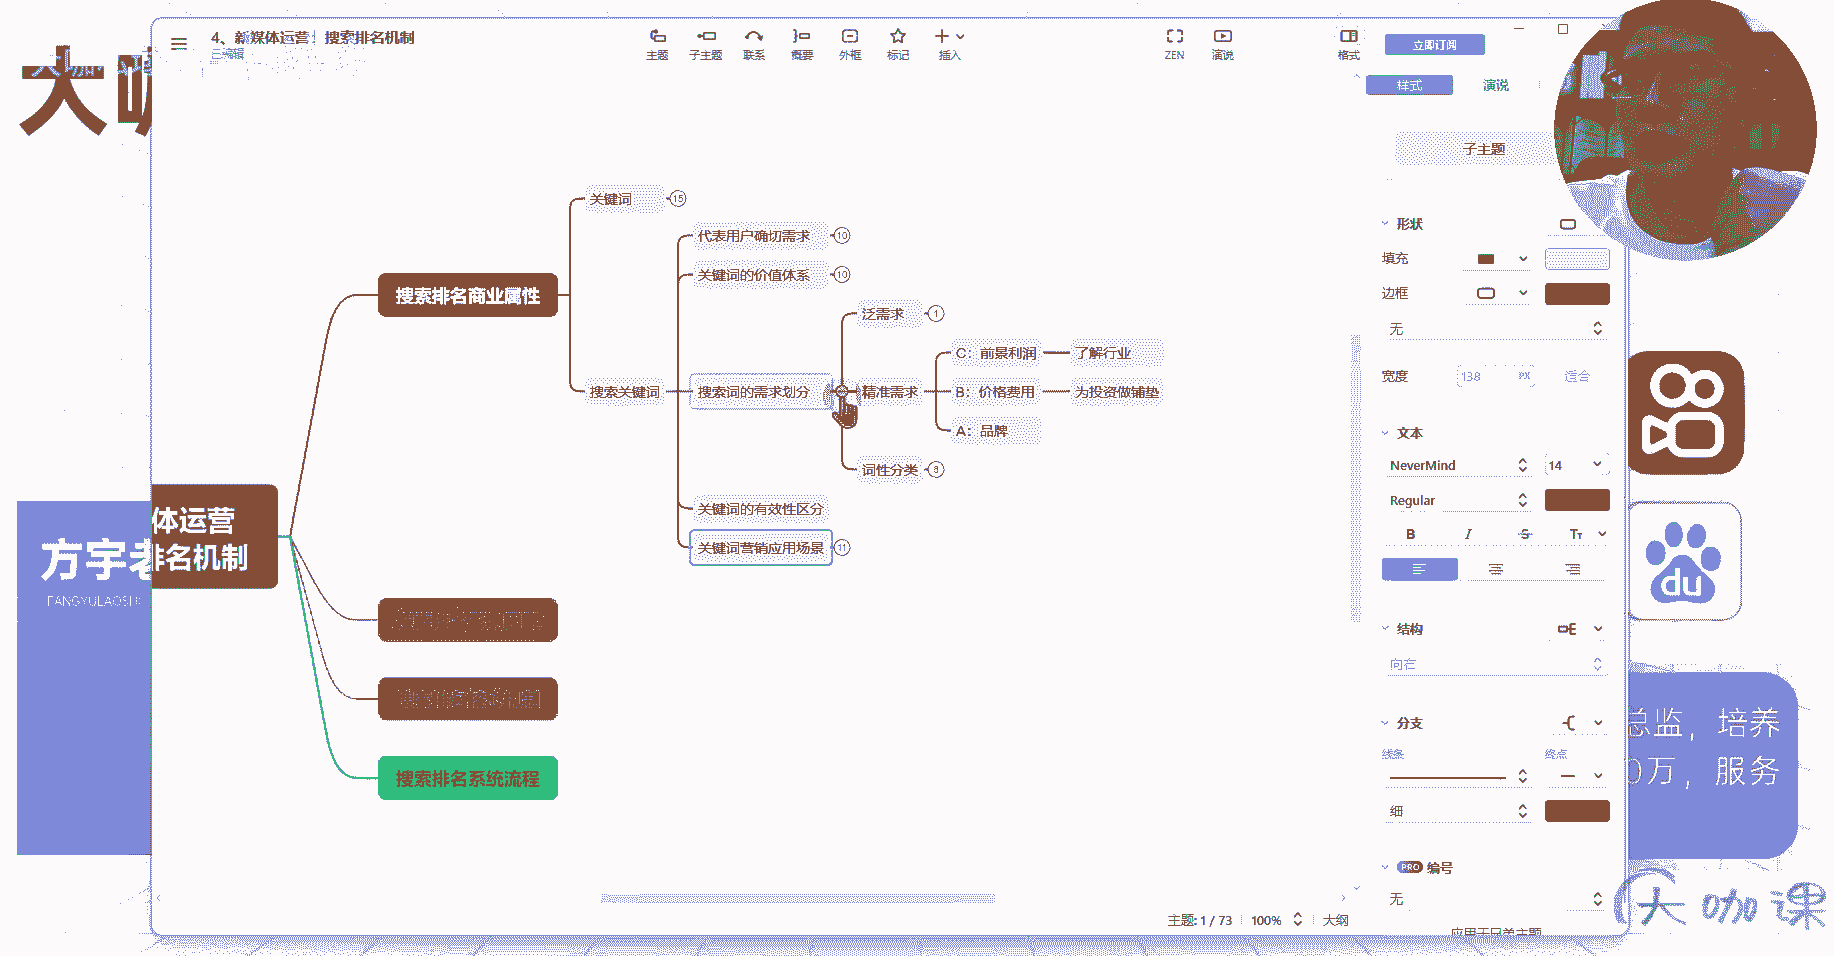 4、新媒体运营：搜索排名机制
已编辑
主题
子主题
联系
概要
外框
标记
插入
ZEN
演说
格式
立即订阅
样式
演说
子主题
形状
填充
边框
无
宽度
138
PX
适合
文本
NeverMind
14
Regular
B
I
S
Tт
结构
向右
分支
线条
终点
细
PRO 编号
无
应用于兄弟主题
关键词
15
代表用户确切需求
10
关键词的价值体系
10
搜索排名商业属性
泛需求
1
C：前景利润
了解行业
搜索关键词
搜索词的需求划分
精准需求
B：价格费用
为投资做铺垫
A：品牌
词性分类
8
关键词的有效性区分
关键词营销应用场景
11
体运营
排名机制
搜索排名系统流程
主题: 1 / 73
100%
大纲
大咖
方宇老
FANGYULAOSHI
du
总监，培养
0万，服务
大咖课